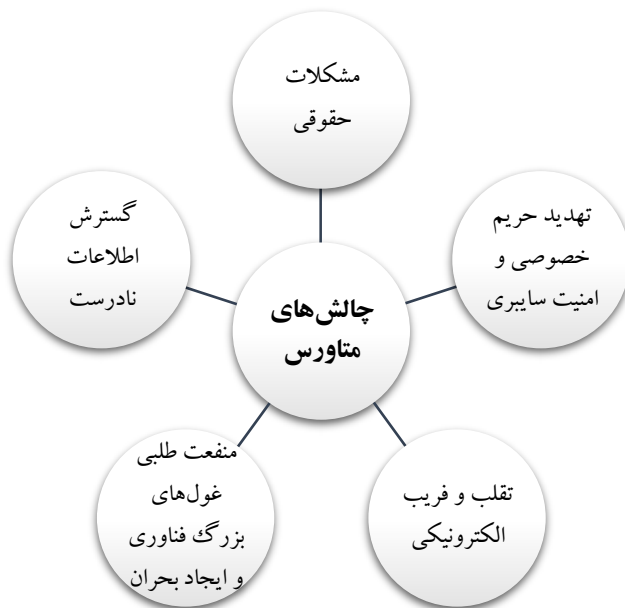 مشکلات
حقوقی
تهدید حریم
خصوصی و
امنیت سایبری
تقلب و فریب
الکترونیکی
منفعت طلبی
غول‌های
بزرگ فناوری
و ایجاد بحران
گسترش
اطلاعات
نادرست
چالش‌های
متاورس